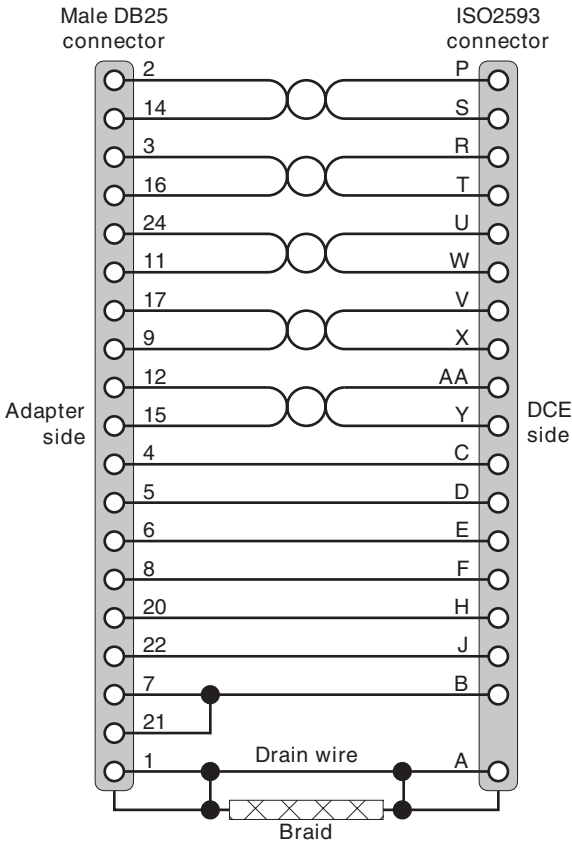 Male DB25
connector
ISO2593
connector
2 P
14 S
3 R
16 T
24 U
11 W
17 V
9 X
12 AA
Adapter
side
15 Y
DCE
side
4 C
5 D
6 E
8 F
20 H
22 J
7 B
21
1 Drain wire A
Braid